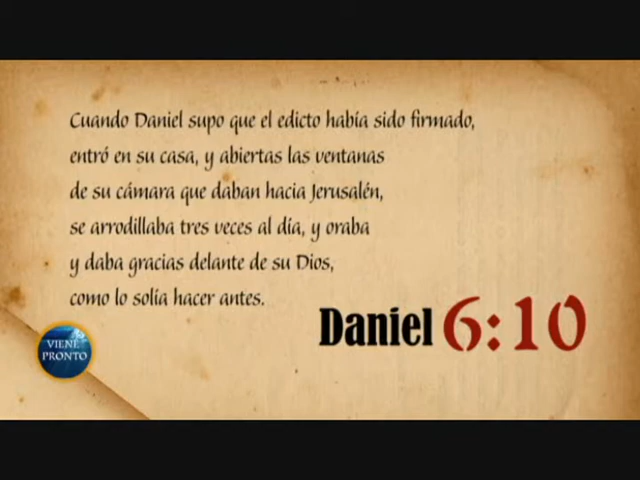 Cuando Daniel supo que el edicto había sido firmado,
entró en su casa, y abiertas las ventanas
de su cámara que daban hacia Jerusalén,
se arrodillaba tres veces al día, y oraba
y daba gracias delante de su Dios,
como lo solía hacer antes.
Daniel 6:10
VIENE
PRONTO